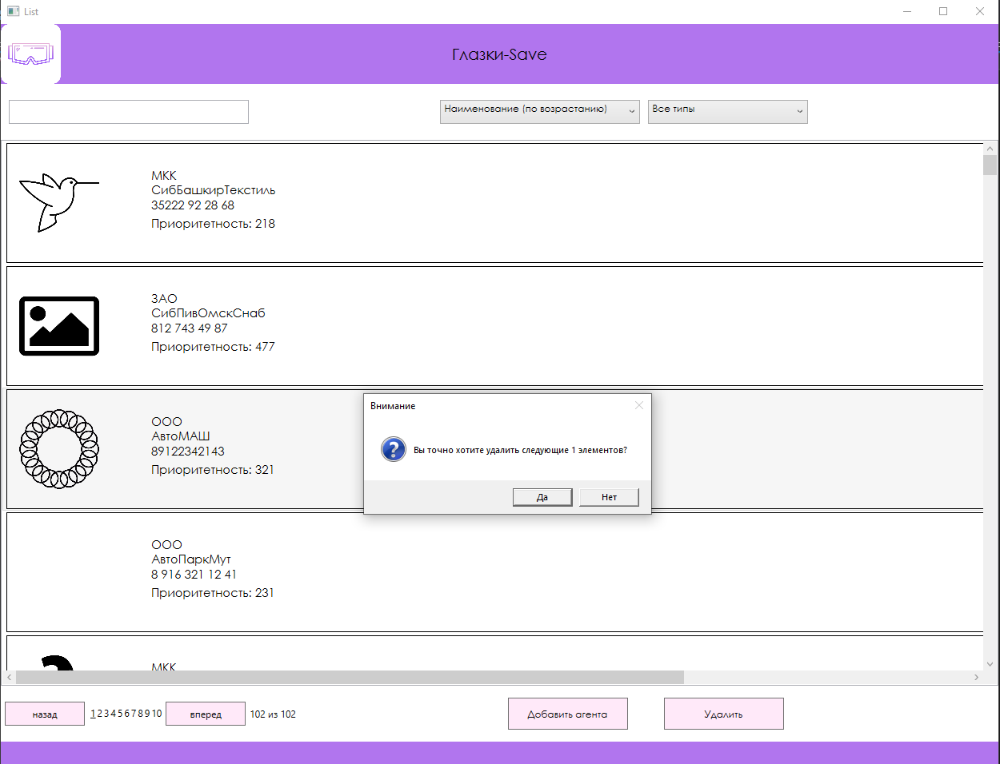 List
Глазки-Save
Наименование (по возрастанию)
Все типы
МКК
СибБашкирТекстиль
35222 92 28 68
Приоритетность: 218
ЗАО
СибПивОмскСнаб
812 743 49 87
Приоритетность: 477
ООО
АвтоМАШ
89122342143
Приоритетность: 321
Внимание
Вы точно хотите удалить следующие 1 элементов?
Да
Нет
ООО
АвтоПаркМут
8 916 321 12 41
Приоритетность: 231
МКК
назад
1 2 3 4 5 6 7 8 9 10
вперед
102 из 102
Добавить агента
Удалить